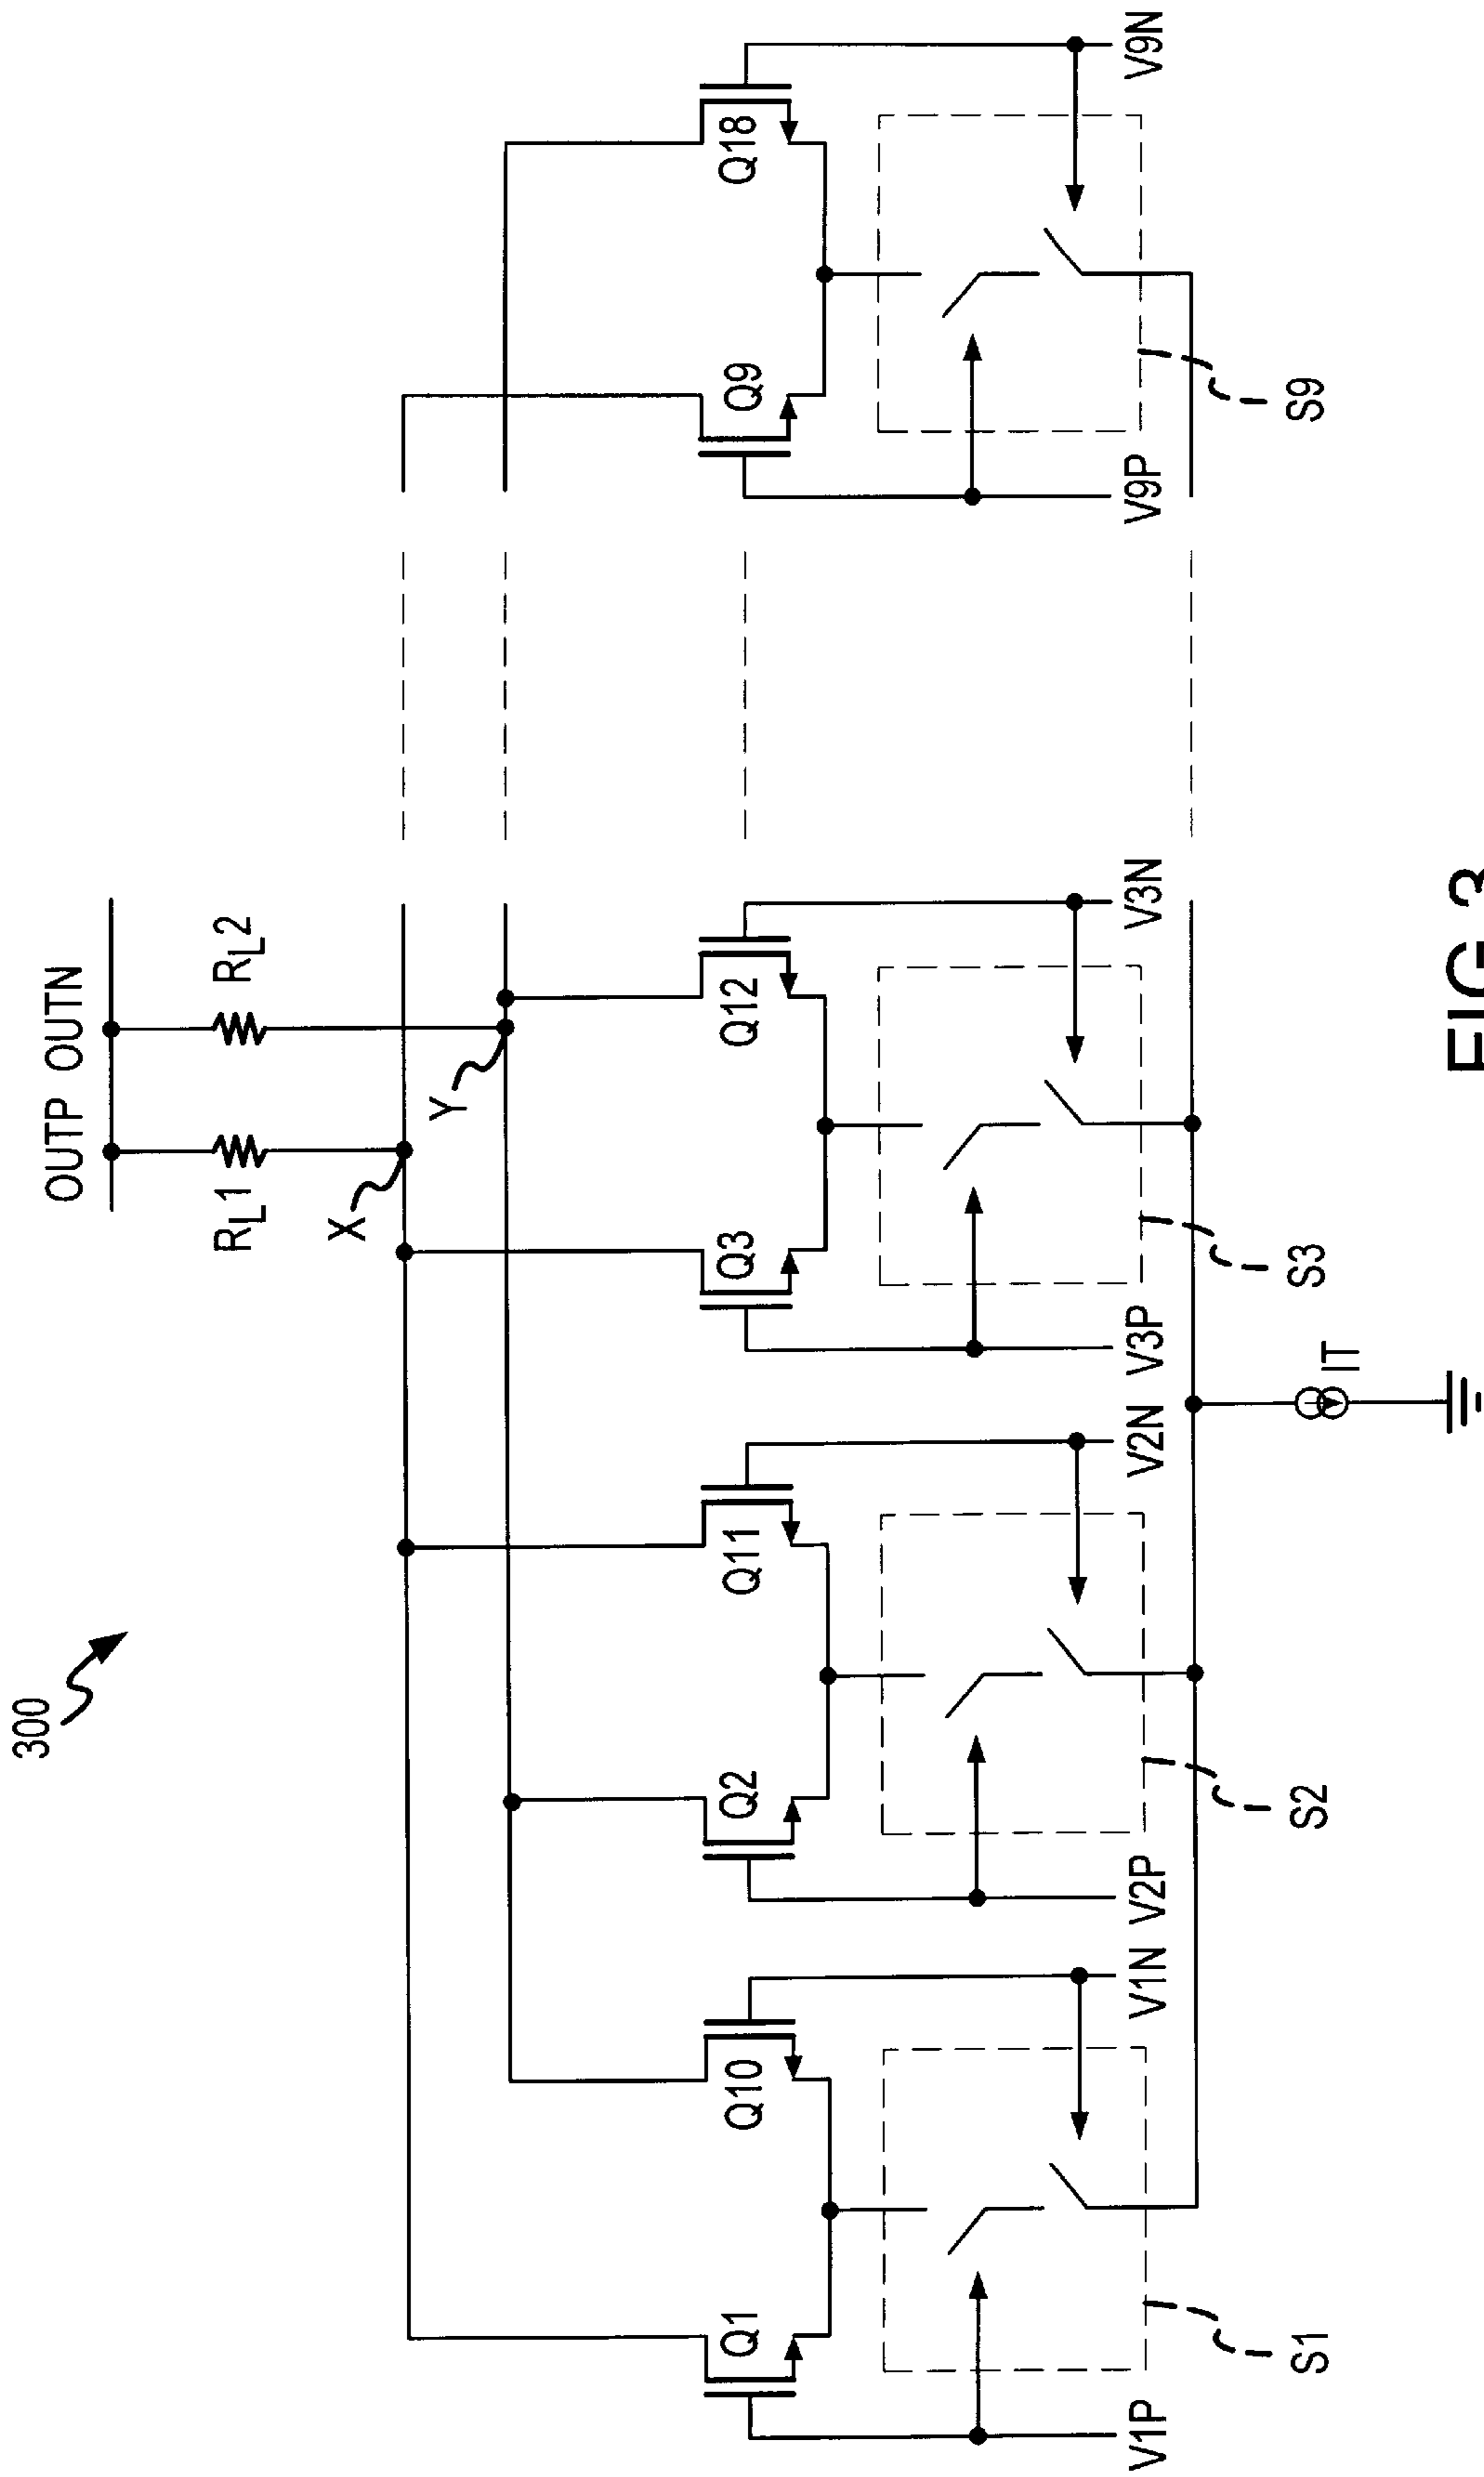 300
OUTP OUTN
RL1
RL2
X
Y
Q1
Q10
Q2
Q11
Q3
Q12
Q9
Q18
V1P
V1N
V2P
V2N
V3P
V3N
V9P
V9N
S1
S2
S3
S9
IT
FIG. 3